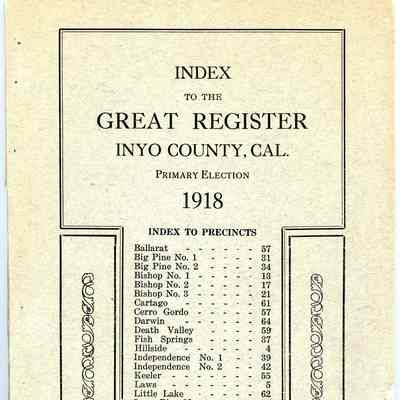 INDEX
TO THE
GREAT REGISTER
INYO COUNTY, CAL.
PRIMARY ELECTION
1918
INDEX TO PRECINCTS
Ballarat - - - - - 57
Big Pine No. 1 - - - - 31
Big Pine No. 2 - - - - 34
Bishop No. 1 - - - - - 13
Bishop No. 2 - - - - - 17
Bishop No. 3 - - - - - 21
Cartago - - - - - - 61
Cerro Gordo - - - - - 57
Darwin - - - - - - 64
Death Valley - - - - - 59
Fish Springs - - - - - 37
Hillside - - - - - - 4
Independence No. 1 - - 39
Independence No. 2 - - 42
Keeler - - - - - - 55
Laws - - - - - - 5
Little Lake - - - - - 62